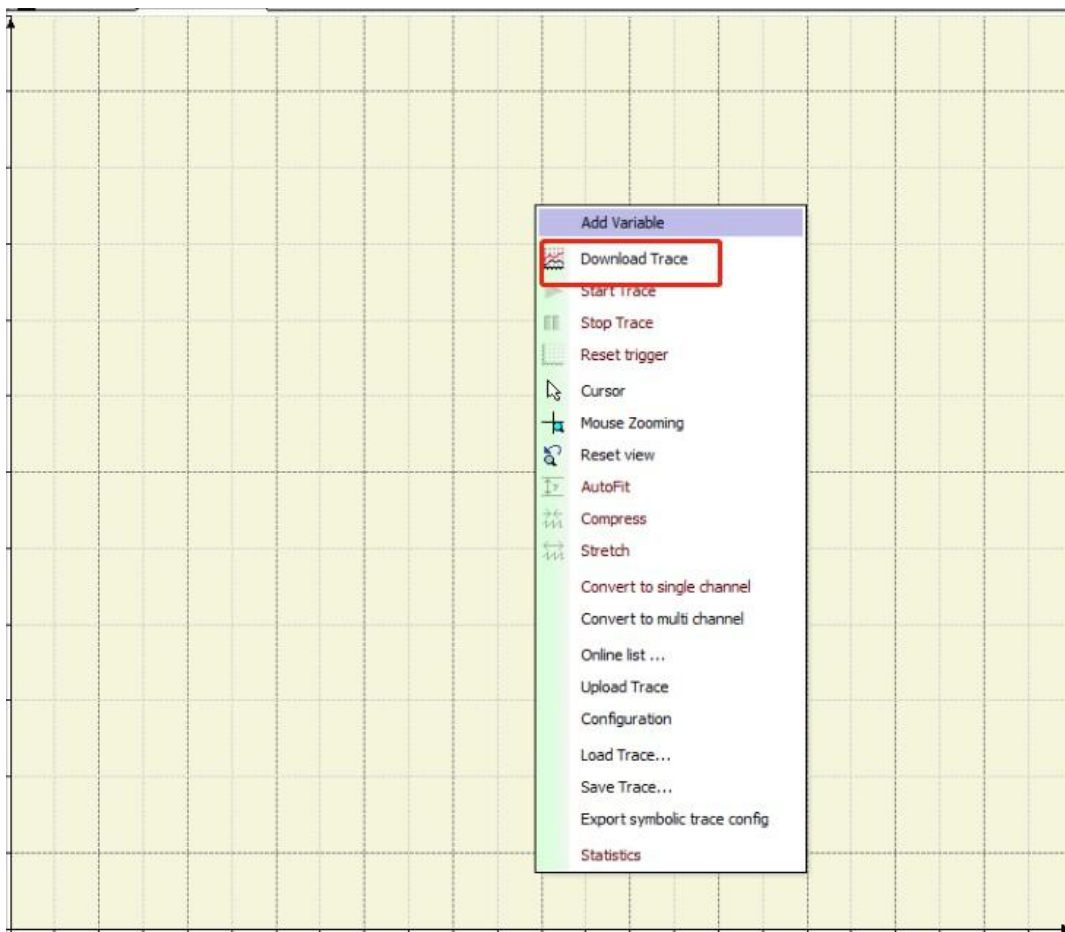 Add Variable
Download Trace
Start Trace
Stop Trace
Reset trigger
Cursor
Mouse Zooming
Reset view
AutoFit
Compress
Stretch
Convert to single channel
Convert to multi channel
Online list ...
Upload Trace
Configuration
Load Trace...
Save Trace...
Export symbolic trace config
Statistics